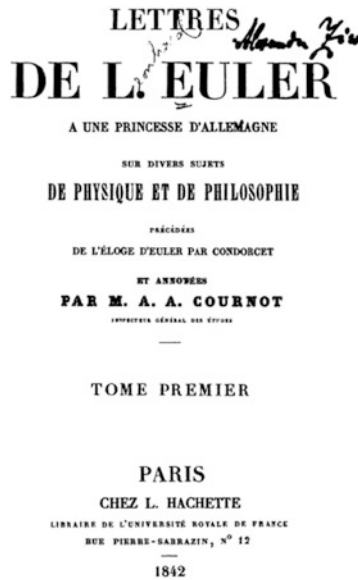 LETTRES
DE L. EULER
A UNE PRINCESSE D'ALLEMAGNE
SUR DIVERS SUJETS
DE PHYSIQUE ET DE PHILOSOPHIE
PRÉCÉDÉES
DE L'ÉLOGE D'EULER PAR CONDORCET
ET ANNOTÉES
PAR M. A. A. COURNOT
INSPECTEUR GÉNÉRAL DES ÉTUDES
TOME PREMIER
PARIS
CHEZ L. HACHETTE
LIBRAIRE DE L'UNIVERSITÉ ROYALE DE FRANCE
RUE PIERRE-SARRAZIN, Nº 12
1842